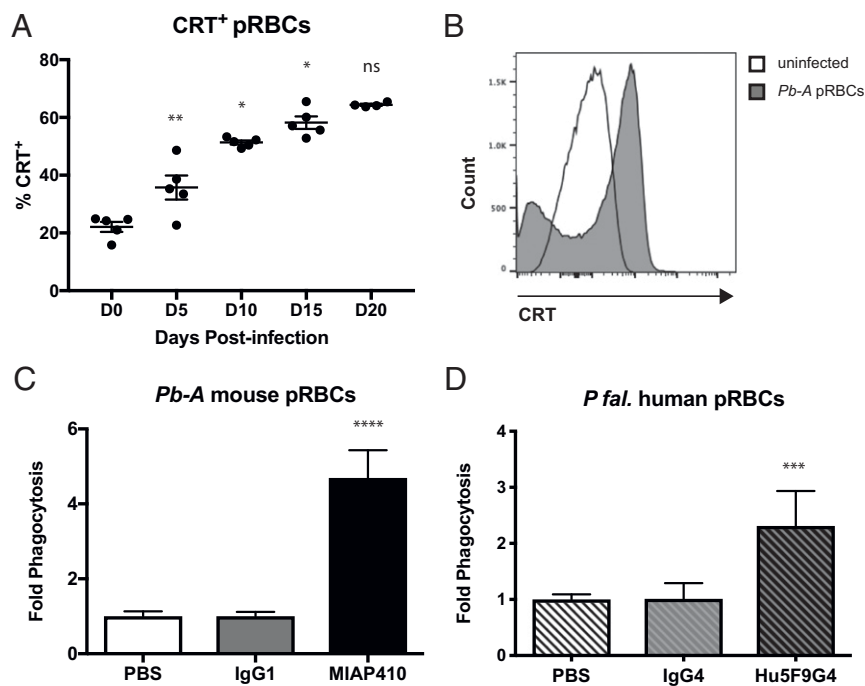 A
CRT+ pRBCs
% CRT+
80
60
40
20
0
**
*
*
ns
D0 D5 D10 D15 D20
Days Post-infection
B
uninfected
Pb-A pRBCs
Count
1.5K
1.0K
500
0
CRT
C
Pb-A mouse pRBCs
Fold Phagocytosis
6
4
2
0
****
PBS IgG1 MIAP410
D
P fal. human pRBCs
Fold Phagocytosis
4
3
2
1
0
***
PBS IgG4 Hu5F9G4